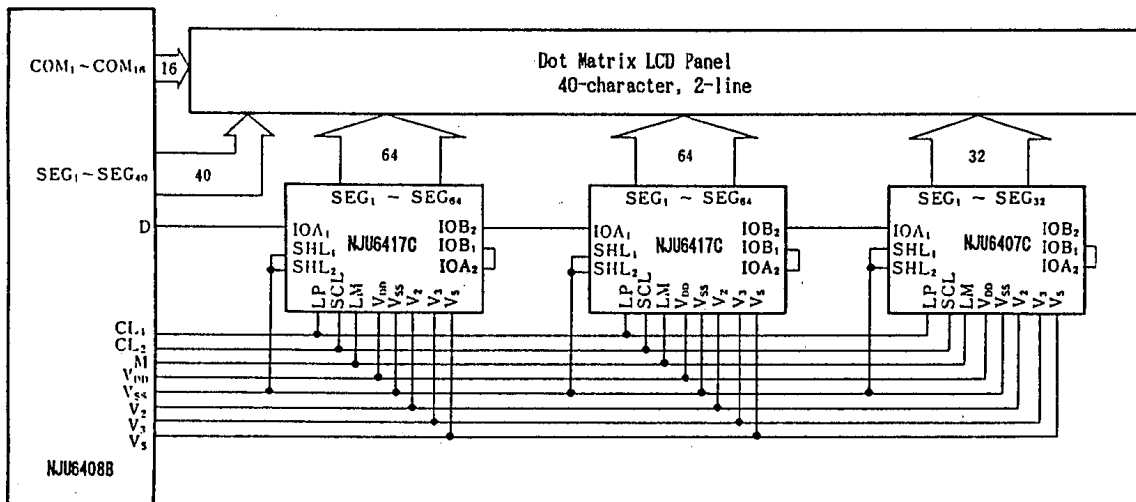 COM₁~COM₁₆
16
Dot Matrix LCD Panel
40-character, 2-line
SEG₁~SEG₄₀
40
64
64
32
SEG₁ ~ SEG₆₄
SEG₁ ~ SEG₆₄
SEG₁ ~ SEG₃₂
D
IOA₁
SHL₁
SHL₂
NJU6417C
IOB₂
IOB₁
IOA₂
LP SCL LM VDD VSS V₂ V₃ V₅
IOA₁
SHL₁
SHL₂
NJU6417C
IOB₂
IOB₁
IOA₂
LP SCL LM VDD VSS V₂ V₃ V₅
IOA₁
SHL₁
SHL₂
NJU6407C
IOB₂
IOB₁
IOA₂
LP SCL LM VDD VSS V₂ V₃ V₅
CL₁
CL₂
M
VDD
VSS
V₂
V₃
V₅
NJU6408B